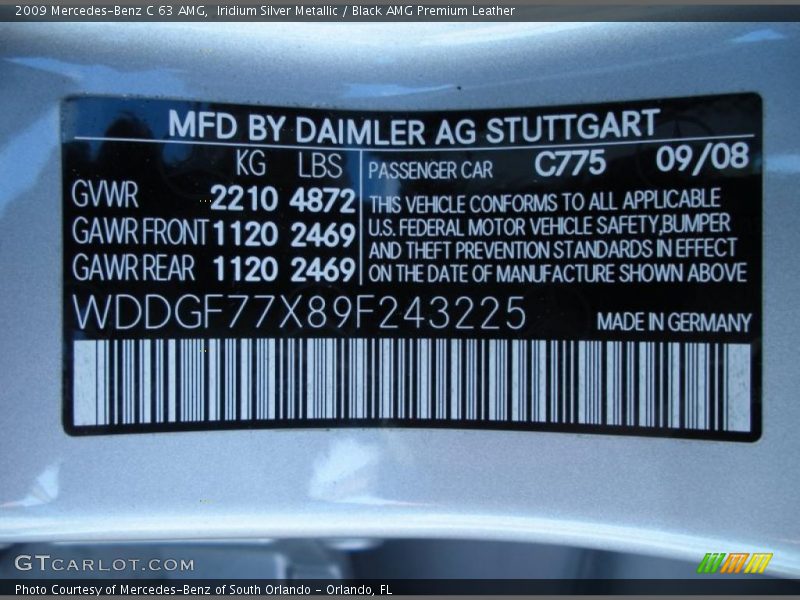 2009 Mercedes-Benz C 63 AMG, Iridium Silver Metallic / Black AMG Premium Leather
MFD BY DAIMLER AG STUTTGART
KG LBS
GVWR 2210 4872
GAWR FRONT 1120 2469
GAWR REAR 1120 2469
PASSENGER CAR C775 09/08
THIS VEHICLE CONFORMS TO ALL APPLICABLE
U.S. FEDERAL MOTOR VEHICLE SAFETY,BUMPER
AND THEFT PREVENTION STANDARDS IN EFFECT
ON THE DATE OF MANUFACTURE SHOWN ABOVE
WDDGF77X89F243225
MADE IN GERMANY
GTCARLOT.COM
Photo Courtesy of Mercedes-Benz of South Orlando - Orlando, FL